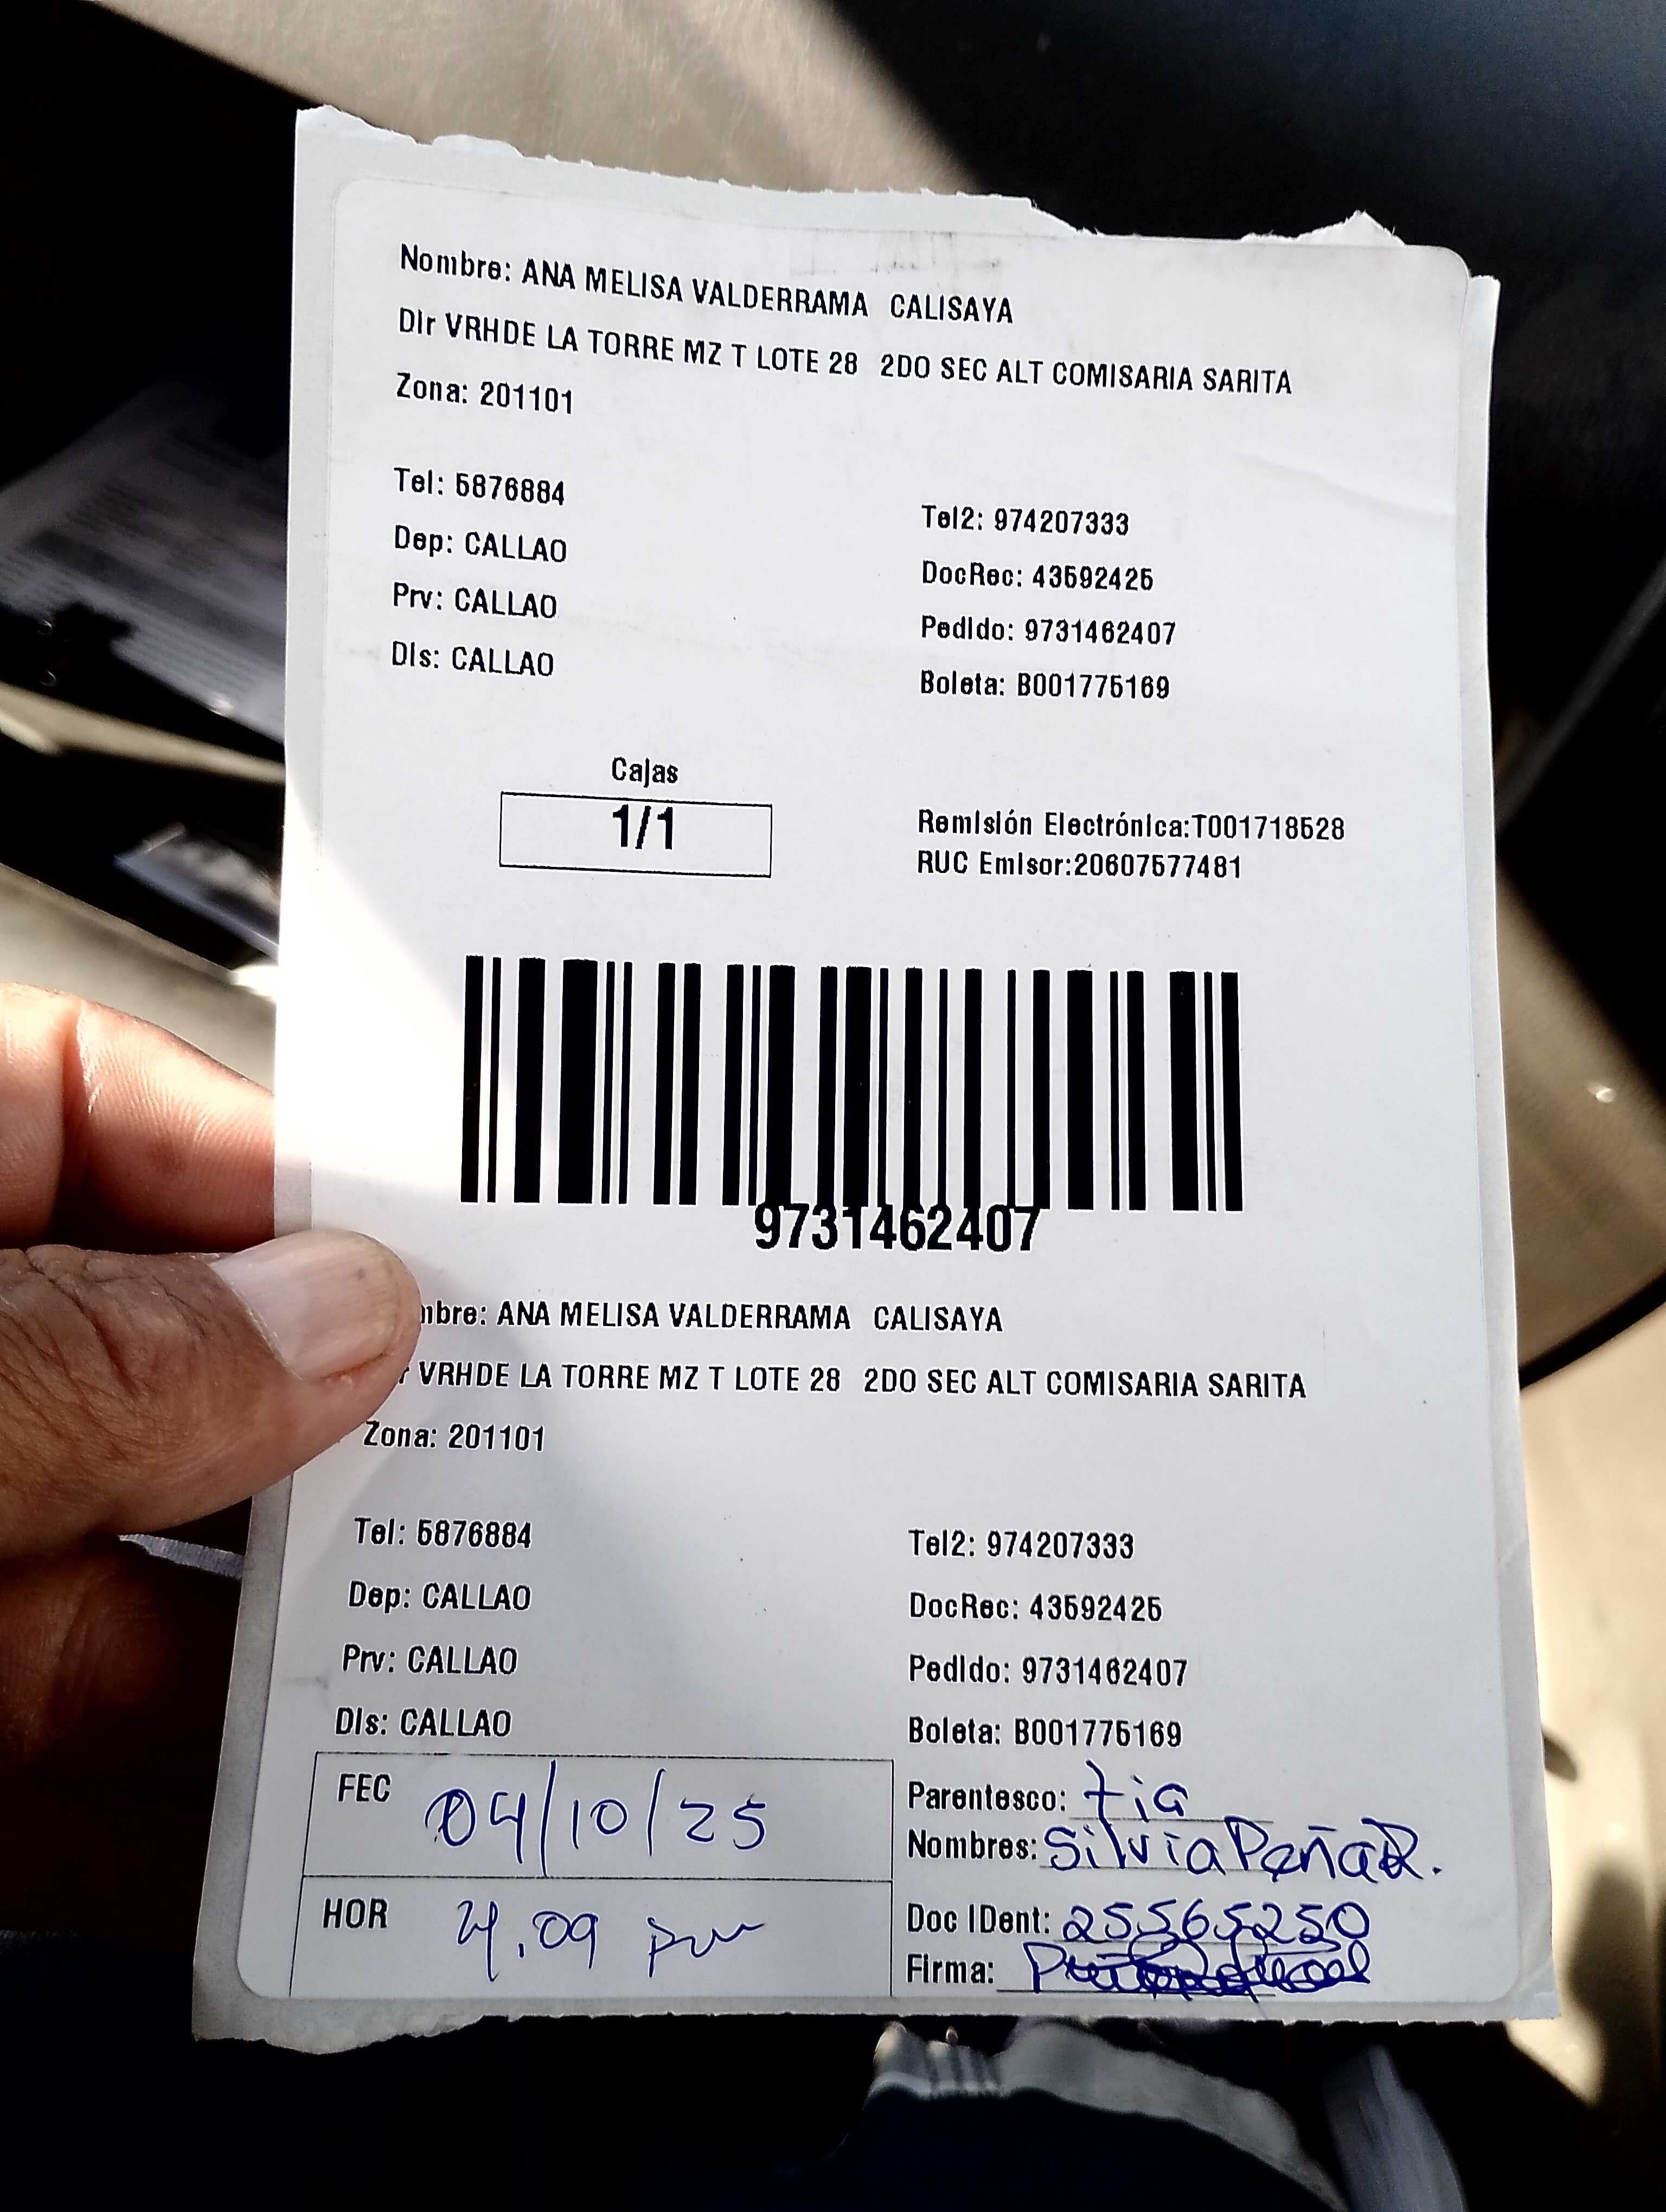 Nombre: ANA MELISA VALDERRAMA CALISAYA
Dir VRHDE LA TORRE MZ T LOTE 28 2DO SEC ALT COMISARIA SARITA
Zona: 201101
Tel: 5876884
Tel2: 974207333
Dep: CALLAO
DocRec: 43592425
Prv: CALLAO
Pedido: 9731462407
Dis: CALLAO
Boleta: B001775169
Cajas
1/1
Remisión Electrónica:T001718528
RUC Emisor:20607577481
9731462407
mbre: ANA MELISA VALDERRAMA CALISAYA
r VRHDE LA TORRE MZ T LOTE 28 2DO SEC ALT COMISARIA SARITA
Zona: 201101
Tel: 5876884
Tel2: 974207333
Dep: CALLAO
DocRec: 43592425
Prv: CALLAO
Pedido: 9731462407
Dis: CALLAO
Boleta: B001775169
FEC 04/10/25
Parentesco: tia
Nombres: Silvia Peña R.
HOR 4.09 pm
Doc IDent: 25565250
Firma: